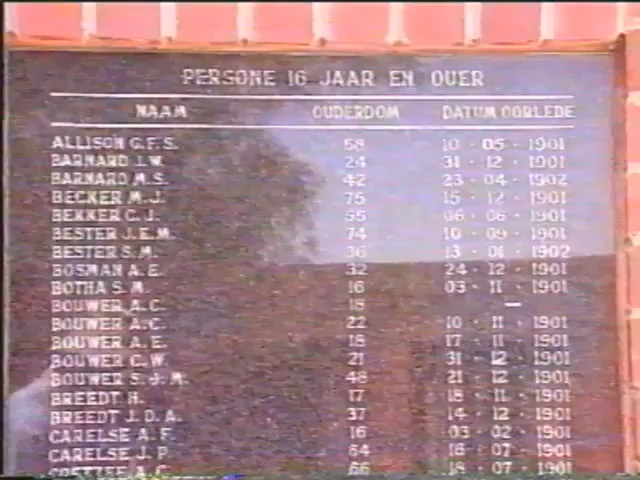 PERSONE 16 JAAR EN OUER
NAAM OUDERDOM DATUM OORLEDE
ALLISON G.F.S. 58 10 - 05 - 1901
BARNARD J.W. 24 31 - 12 - 1901
BARNARD M.S. 42 23 - 04 - 1902
BECKER M.J. 75 15 - 12 - 1901
BEKKER C.J. 55 06 - 06 - 1901
BESTER J.E.M. 74 10 - 09 - 1901
BESTER S.M. 36 13 - 01 - 1902
BOSMAN A.E. 32 24 - 12 - 1901
BOTHA S.M. 16 03 - 11 - 1901
BOUWER A.C. 18 –
BOUWER A.C. 22 10 - 11 - 1901
BOUWER A.E. 18 17 - 11 - 1901
BOUWER C.W. 21 31 - 12 - 1901
BOUWER S.J.M. 48 21 - 12 - 1901
BREEDT H. 17 18 - 11 - 1901
BREEDT J.D.A. 37 14 - 12 - 1901
CARELSE A.F. 16 03 - 02 - 1901
CARELSE J.P. 64 16 - 07 - 1901
COETZEE A.C. 66 18 - 07 - 1901